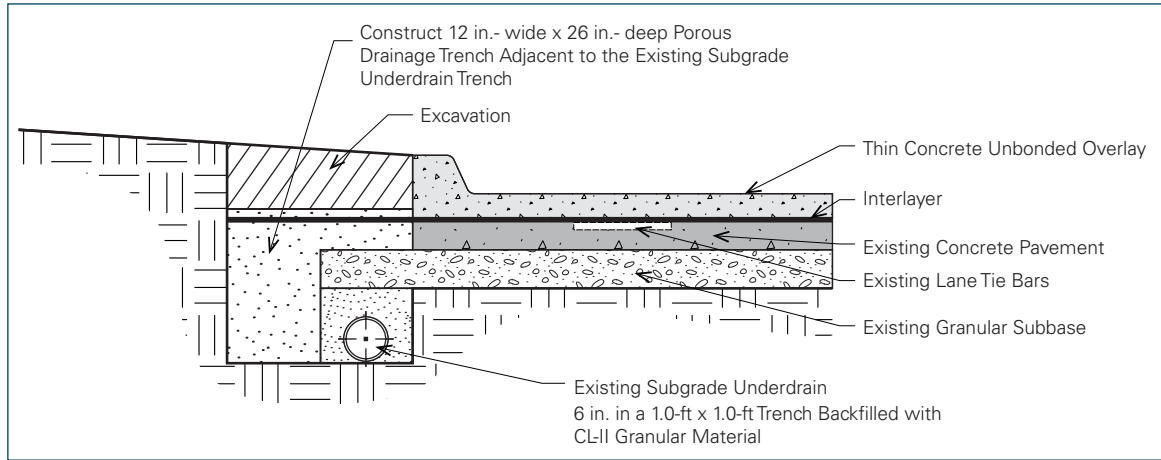 Construct 12 in.- wide x 26 in.- deep Porous
Drainage Trench Adjacent to the Existing Subgrade
Underdrain Trench
Excavation
Thin Concrete Unbonded Overlay
Interlayer
Existing Concrete Pavement
Existing Lane Tie Bars
Existing Granular Subbase
Existing Subgrade Underdrain
6 in. in a 1.0-ft x 1.0-ft Trench Backfilled with
CL-II Granular Material